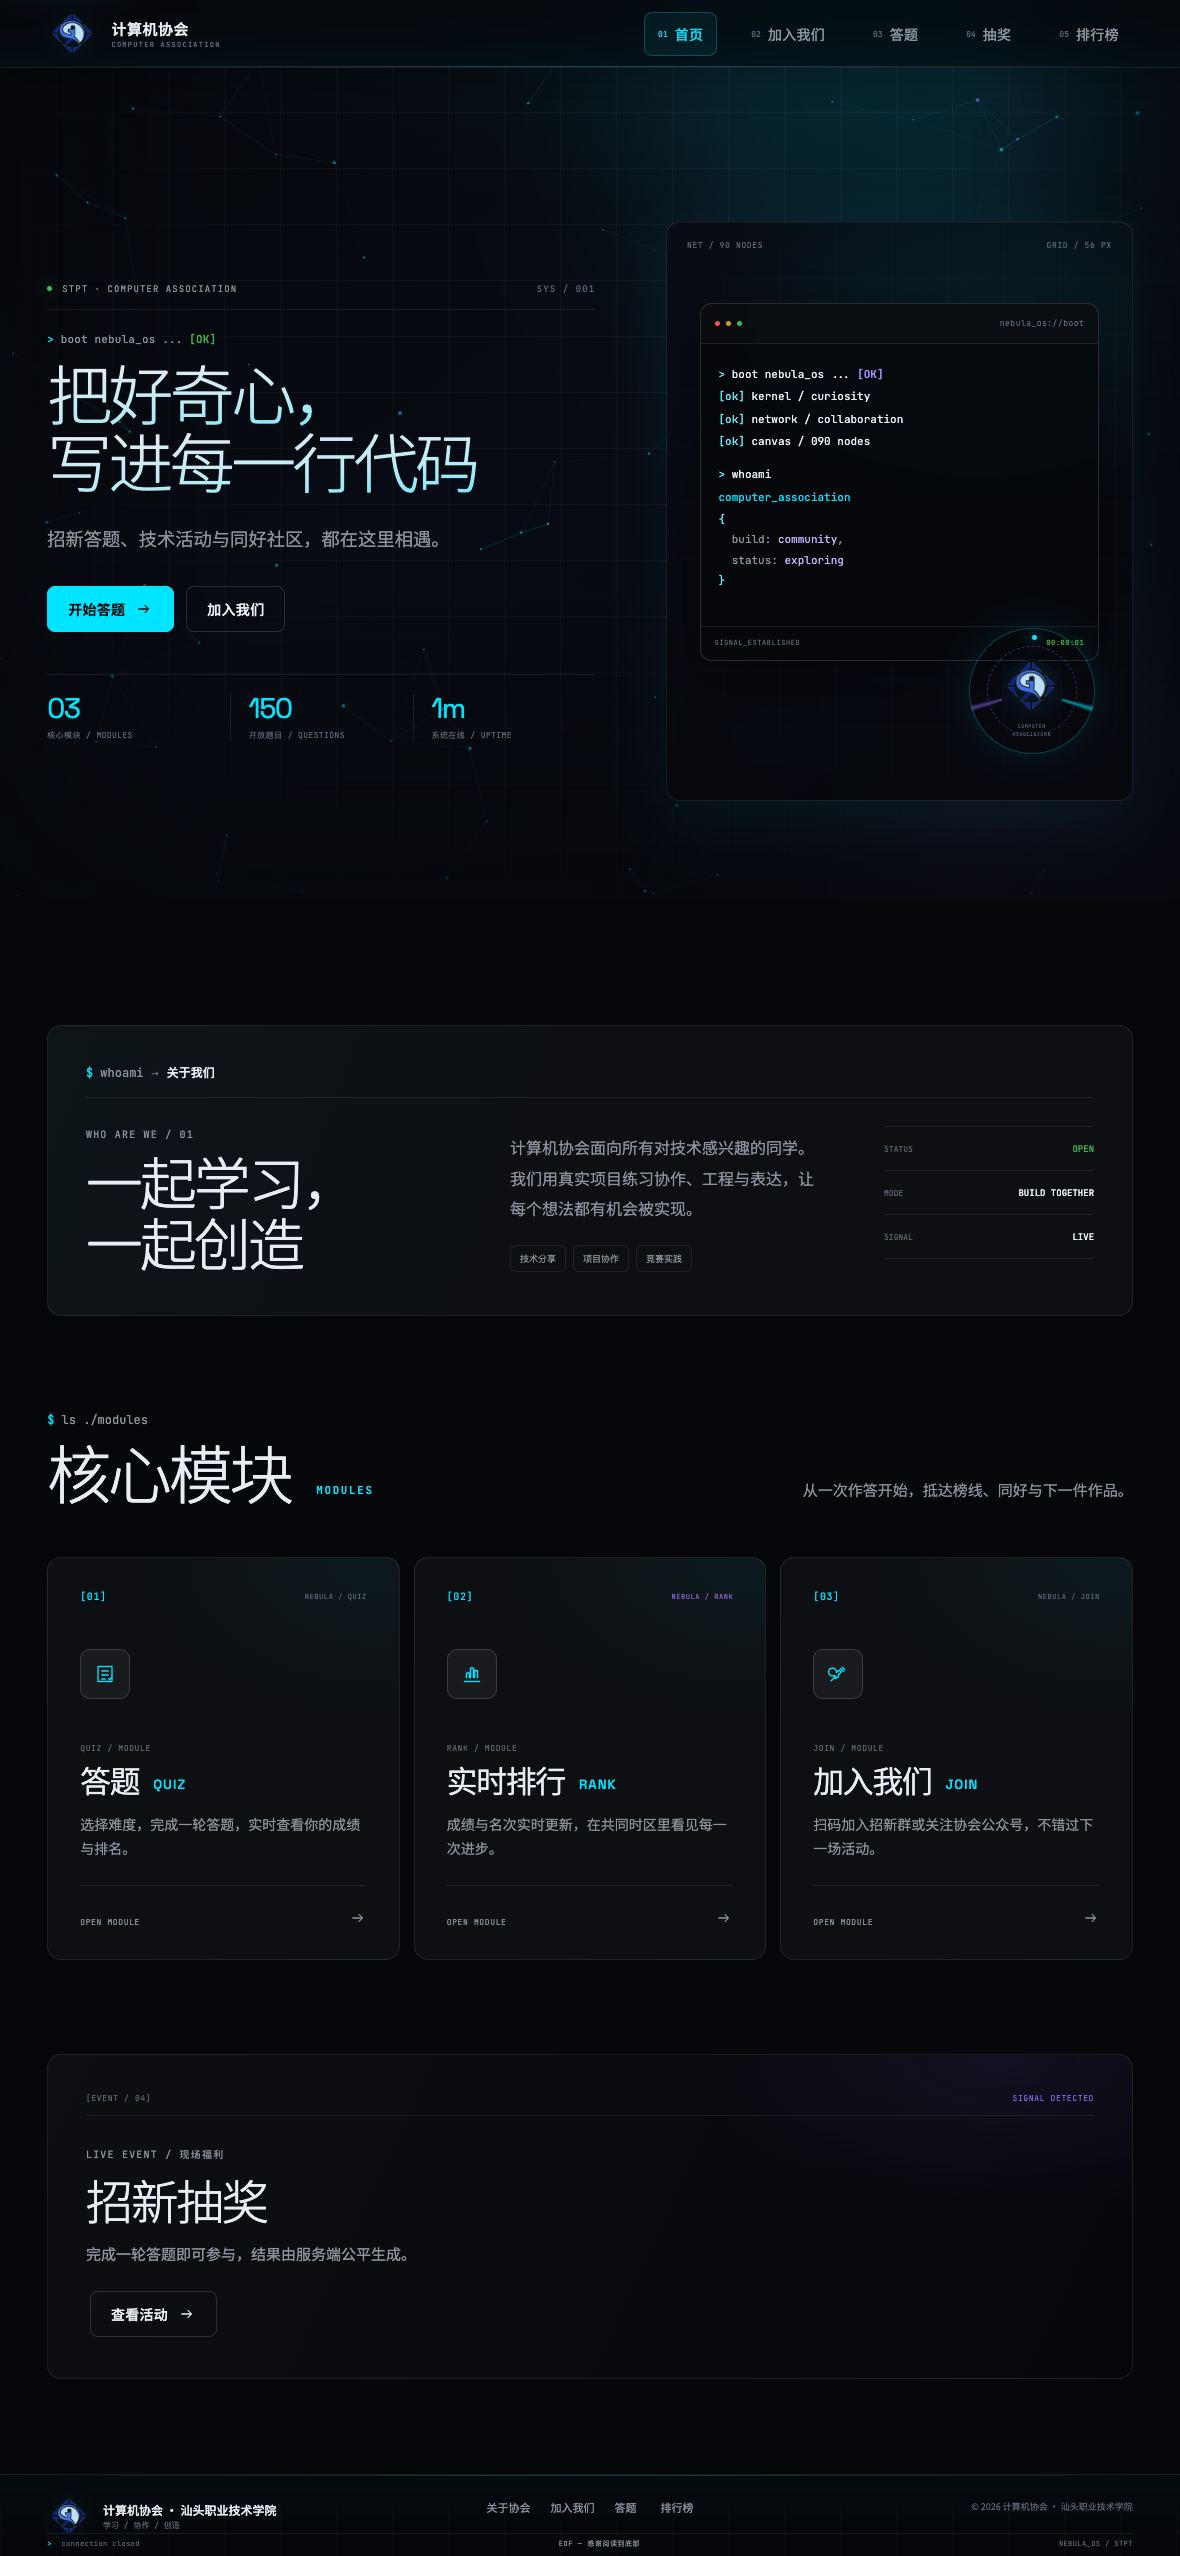 计算机协会
COMPUTER ASSOCIATION
01 首页
02 加入我们
03 答题
04 抽奖
05 排行榜
STPT · COMPUTER ASSOCIATION
SYS / 001
> boot nebula_os ... [OK]
把好奇心，
写进每一行代码
招新答题、技术活动与同好社区，都在这里相遇。
开始答题 →
加入我们
03
核心模块 / MODULES
150
开放题目 / QUESTIONS
1m
系统在线 / UPTIME
NET / 90 NODES
GRID / 56 PX
nebula_os://boot
> boot nebula_os ... [OK]
[ok] kernel / curiosity
[ok] network / collaboration
[ok] canvas / 090 nodes
> whoami
computer_association
{
build: community,
status: exploring
}
SIGNAL_ESTABLISHED
00:00:01
COMPUTER
ASSOCIATION
$ whoami → 关于我们
WHO ARE WE / 01
一起学习，
一起创造
计算机协会面向所有对技术感兴趣的同学。
我们用真实项目练习协作、工程与表达，让
每个想法都有机会被实现。
技术分享
项目协作
竞赛实践
STATUS
OPEN
MODE
BUILD TOGETHER
SIGNAL
LIVE
$ ls ./modules
核心模块 MODULES
从一次作答开始，抵达榜线、同好与下一件作品。
[01]
NEBULA / QUIZ
QUIZ / MODULE
答题 QUIZ
选择难度，完成一轮答题，实时查看你的成绩
与排名。
OPEN MODULE →
[02]
NEBULA / RANK
RANK / MODULE
实时排行 RANK
成绩与名次实时更新，在共同时区里看见每一
次进步。
OPEN MODULE →
[03]
NEBULA / JOIN
JOIN / MODULE
加入我们 JOIN
扫码加入招新群或关注协会公众号，不错过下
一场活动。
OPEN MODULE →
[EVENT / 04]
SIGNAL DETECTED
LIVE EVENT / 现场福利
招新抽奖
完成一轮答题即可参与，结果由服务端公平生成。
查看活动 →
计算机协会 · 汕头职业技术学院
学习 / 协作 / 创造
关于协会
加入我们
答题
排行榜
© 2026 计算机协会 · 汕头职业技术学院
> connection closed
EOF — 感谢阅读到底部
NEBULA_OS / STPT